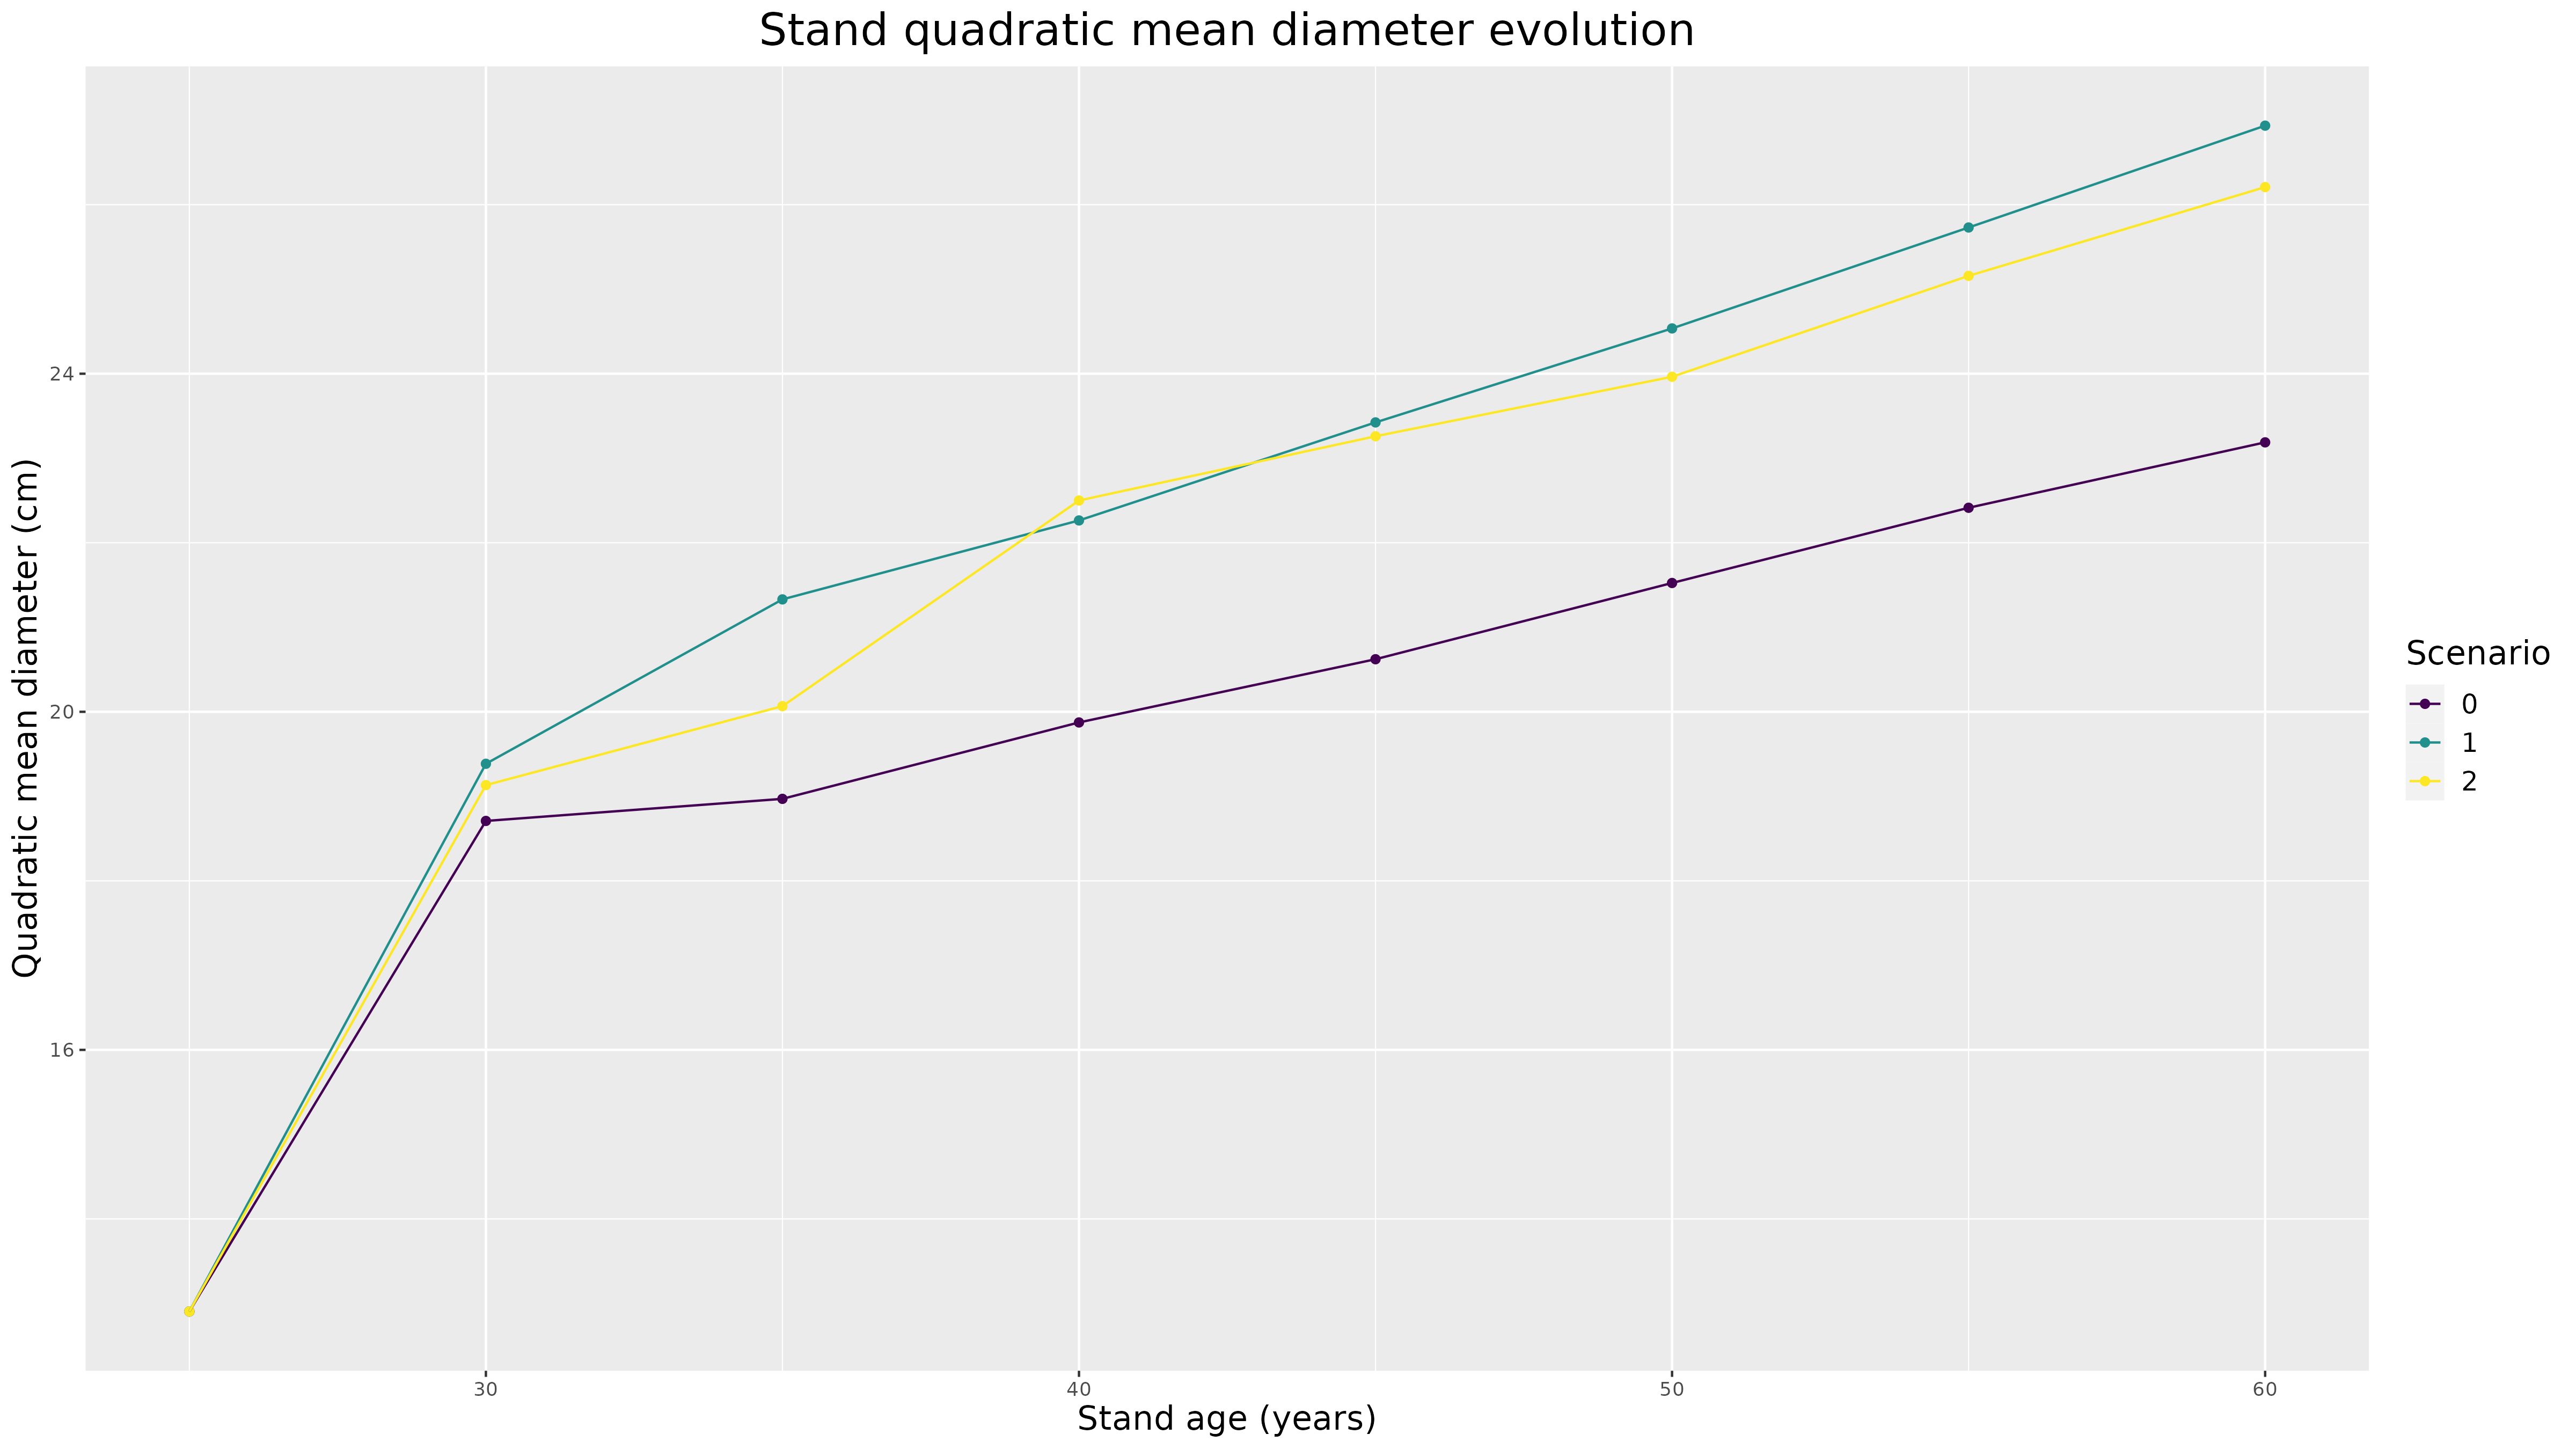 Stand quadratic mean diameter evolution
Quadratic mean diameter (cm)
24
20
16
30
40
50
60
Stand age (years)
Scenario
0
1
2